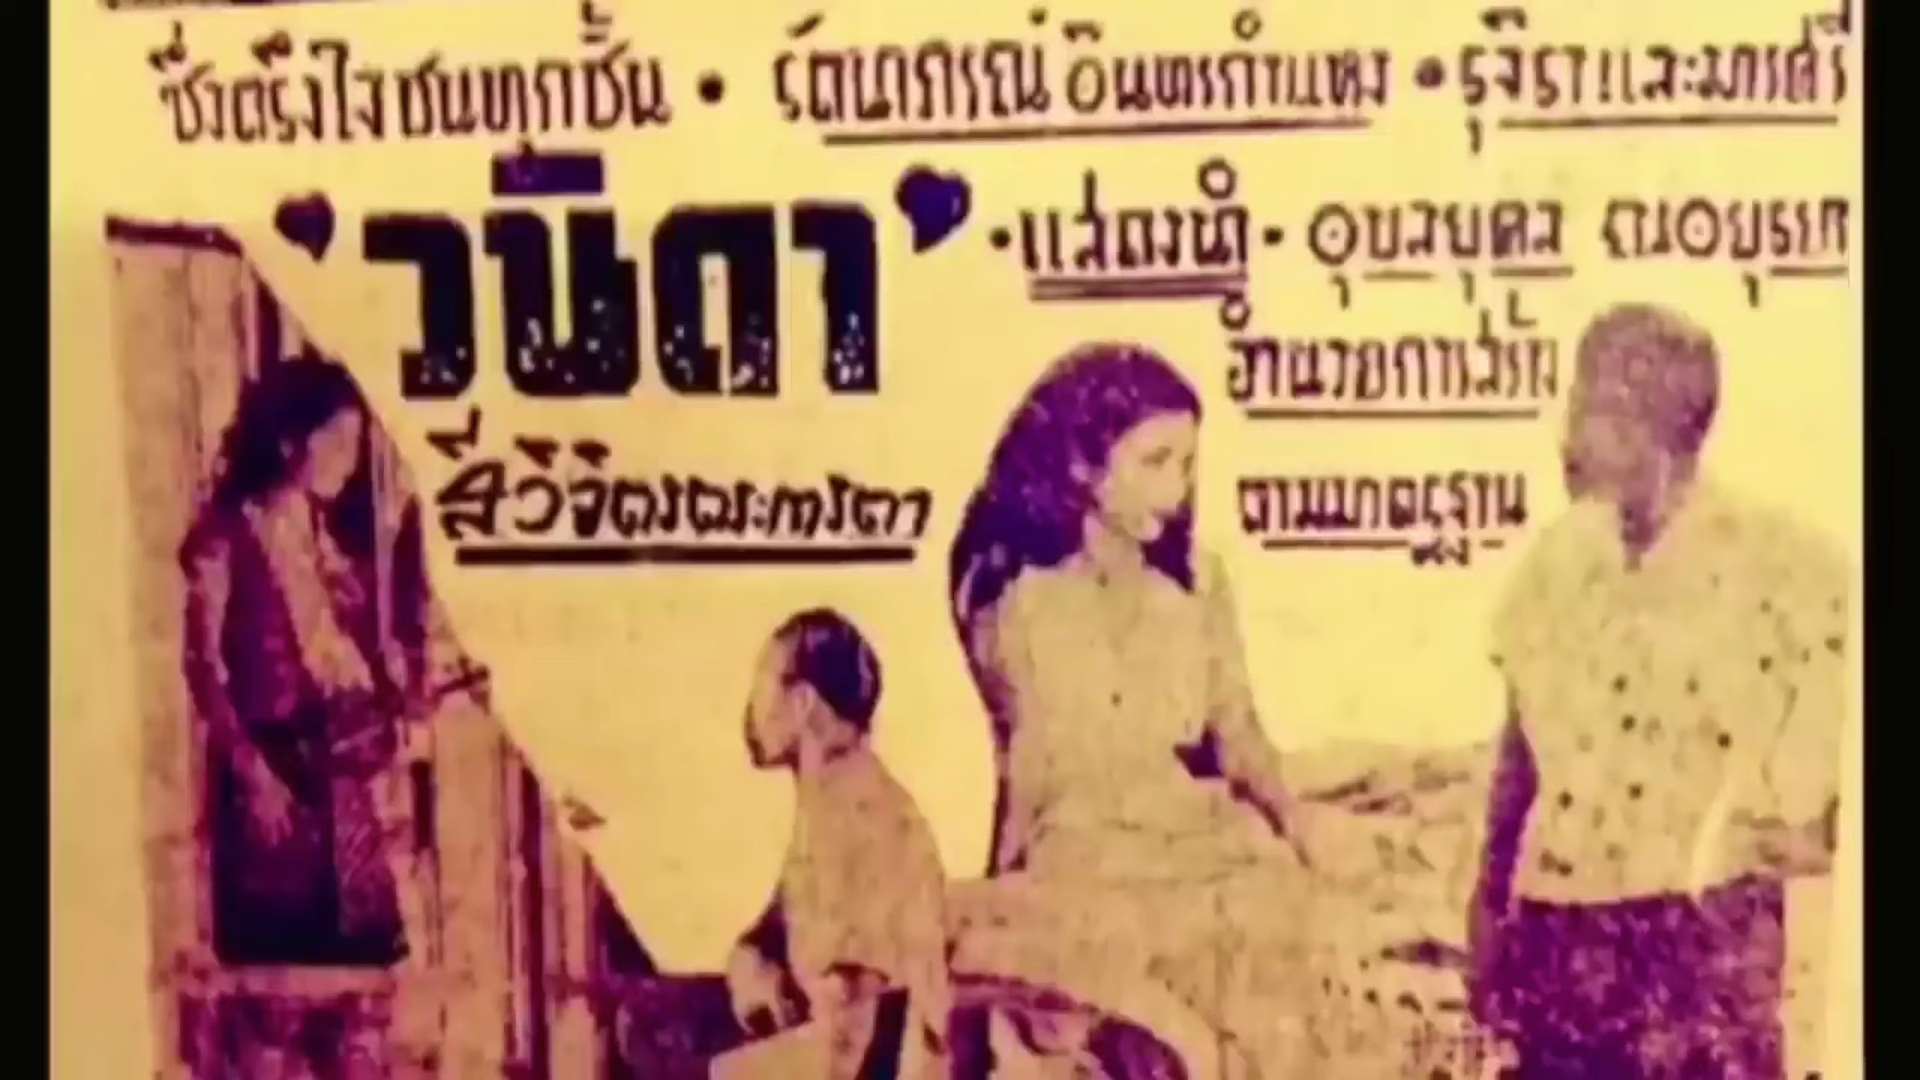 ซึ่งตรึงใจชนทุกชั้น • รัตนาภรณ์ อินทรกำแหง • รุจิรา และมารศรี
'วนิดา' • แสดงนำ • อุบลยุคล ณ อยุธยา
อำนวยการสร้าง
สีวิจิตรตระการตา
ตามมาตรฐาน